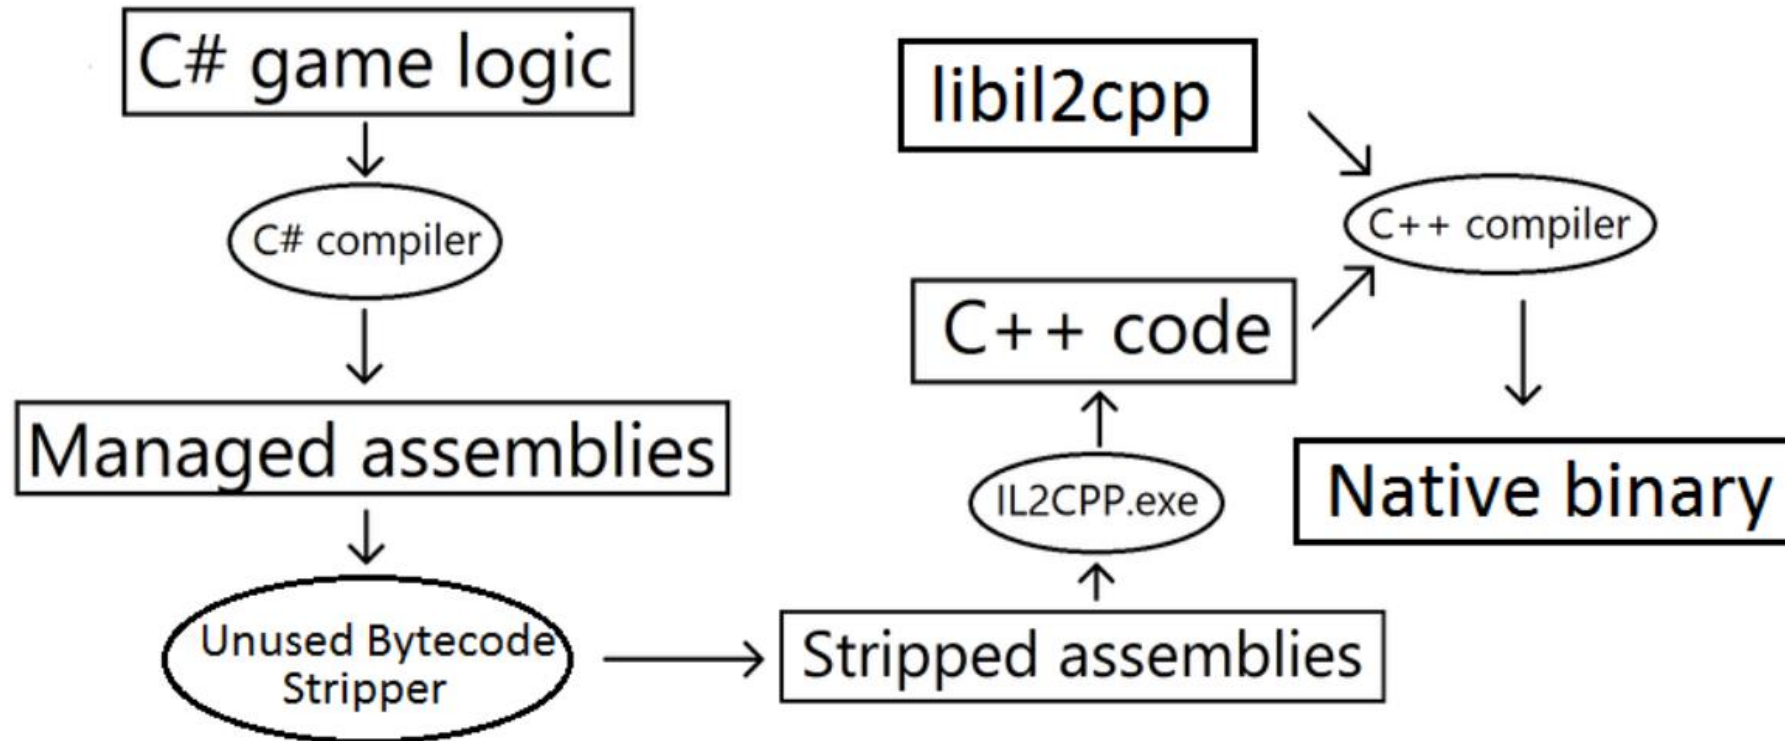 C# game logic
C# compiler
Managed assemblies
Unused Bytecode
Stripper
Stripped assemblies
IL2CPP.exe
C++ code
libil2cpp
C++ compiler
Native binary